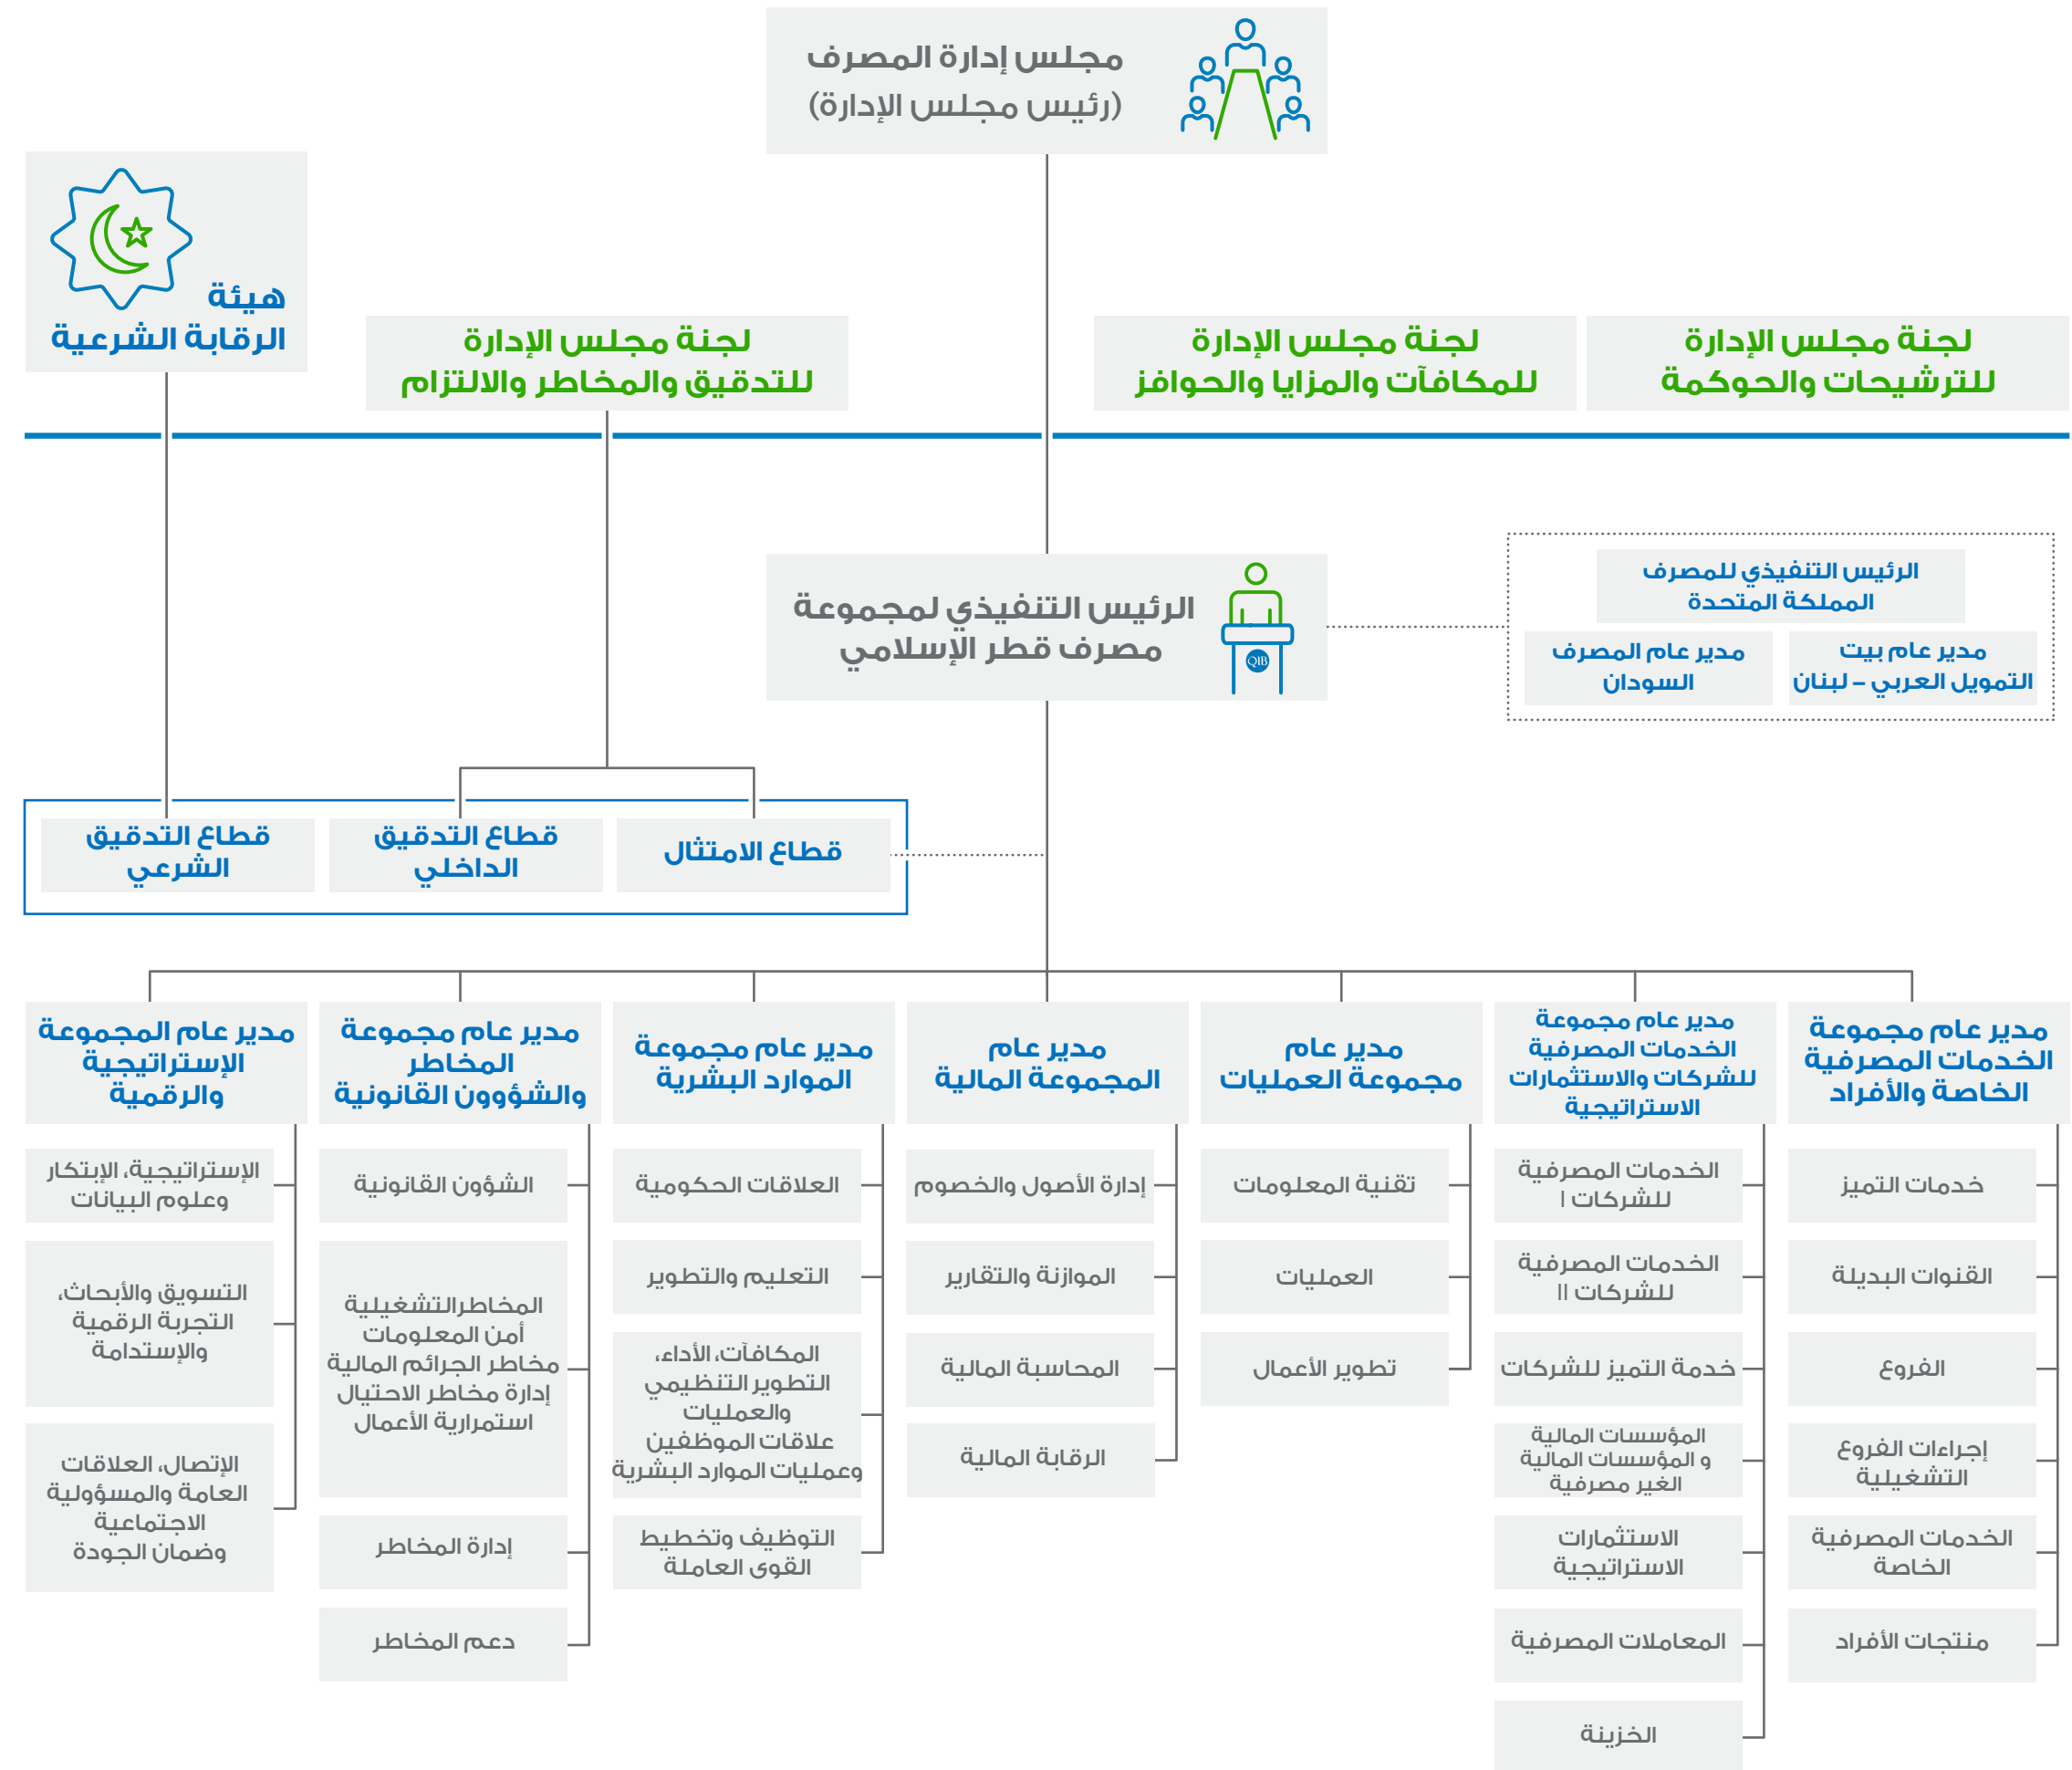 مجلس إدارة المصرف
(رئيس مجلس الإدارة)
هيئة
الرقابة الشرعية
لجنة مجلس الإدارة
للترشيحات والحوكمة
لجنة مجلس الإدارة
للمكافآت والمزايا والحوافز
لجنة مجلس الإدارة
للتدقيق والمخاطر والالتزام
الرئيس التنفيذي لمجموعة
مصرف قطر الإسلامي
QIB
الرئيس التنفيذي للمصرف
المملكة المتحدة
مدير عام بيت
التمويل العربي – لبنان
مدير عام المصرف
السودان
قطاع الامتثال
قطاع التدقيق
الداخلي
قطاع التدقيق
الشرعي
مدير عام مجموعة
الخدمات المصرفية
الخاصة والأفراد
خدمات التميز
القنوات البديلة
الفروع
إجراءات الفروع
التشغيلية
الخدمات المصرفية
الخاصة
منتجات الأفراد
مدير عام مجموعة
الخدمات المصرفية
للشركات والاستثمارات
الاستراتيجية
الخدمات المصرفية
للشركات I
الخدمات المصرفية
للشركات II
خدمة التميز للشركات
المؤسسات المالية
و المؤسسات المالية
الغير مصرفية
الاستثمارات
الاستراتيجية
المعاملات المصرفية
الخزينة
مدير عام
مجموعة العمليات
تقنية المعلومات
العمليات
تطوير الأعمال
مدير عام
المجموعة المالية
إدارة الأصول والخصوم
الموازنة والتقارير
المحاسبة المالية
الرقابة المالية
مدير عام مجموعة
الموارد البشرية
العلاقات الحكومية
التعليم والتطوير
المكافآت، الأداء،
التطوير التنظيمي
والعمليات
علاقات الموظفين
وعمليات الموارد البشرية
التوظيف وتخطيط
القوى العاملة
مدير عام مجموعة
المخاطر
والشؤوون القانونية
الشؤون القانونية
المخاطرالتشغيلية
أمن المعلومات
مخاطر الجرائم المالية
إدارة مخاطر الاحتيال
استمرارية الأعمال
إدارة المخاطر
دعم المخاطر
مدير عام المجموعة
الإستراتيجية
والرقمية
الإستراتيجية، الإبتكار
وعلوم البيانات
التسويق والأبحاث،
التجربة الرقمية
والإستدامة
الإتصال، العلاقات
العامة والمسؤولية
الاجتماعية
وضمان الجودة